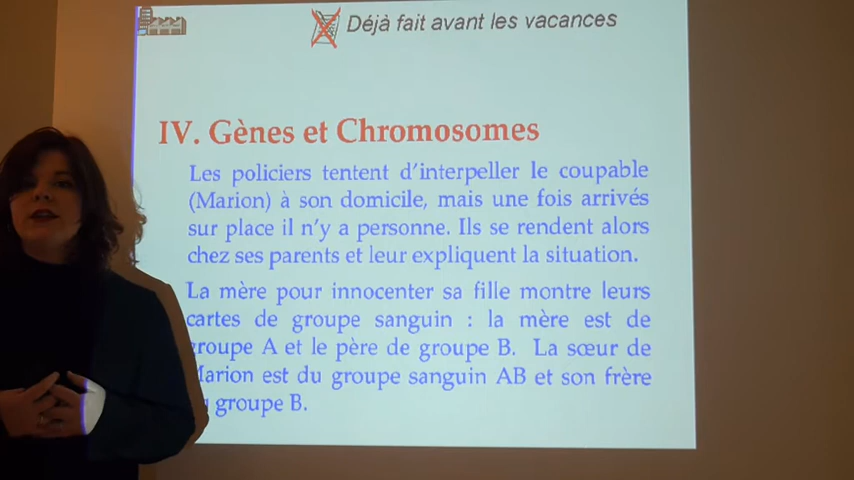 Déjà fait avant les vacances
IV. Gènes et Chromosomes
Les policiers tentent d'interpeller le coupable
(Marion) à son domicile, mais une fois arrivés
sur place il n'y a personne. Ils se rendent alors
chez ses parents et leur expliquent la situation.
La mère pour innocenter sa fille montre leurs
cartes de groupe sanguin : la mère est de
groupe A et le père de groupe B. La sœur de
Marion est du groupe sanguin AB et son frère
groupe B.